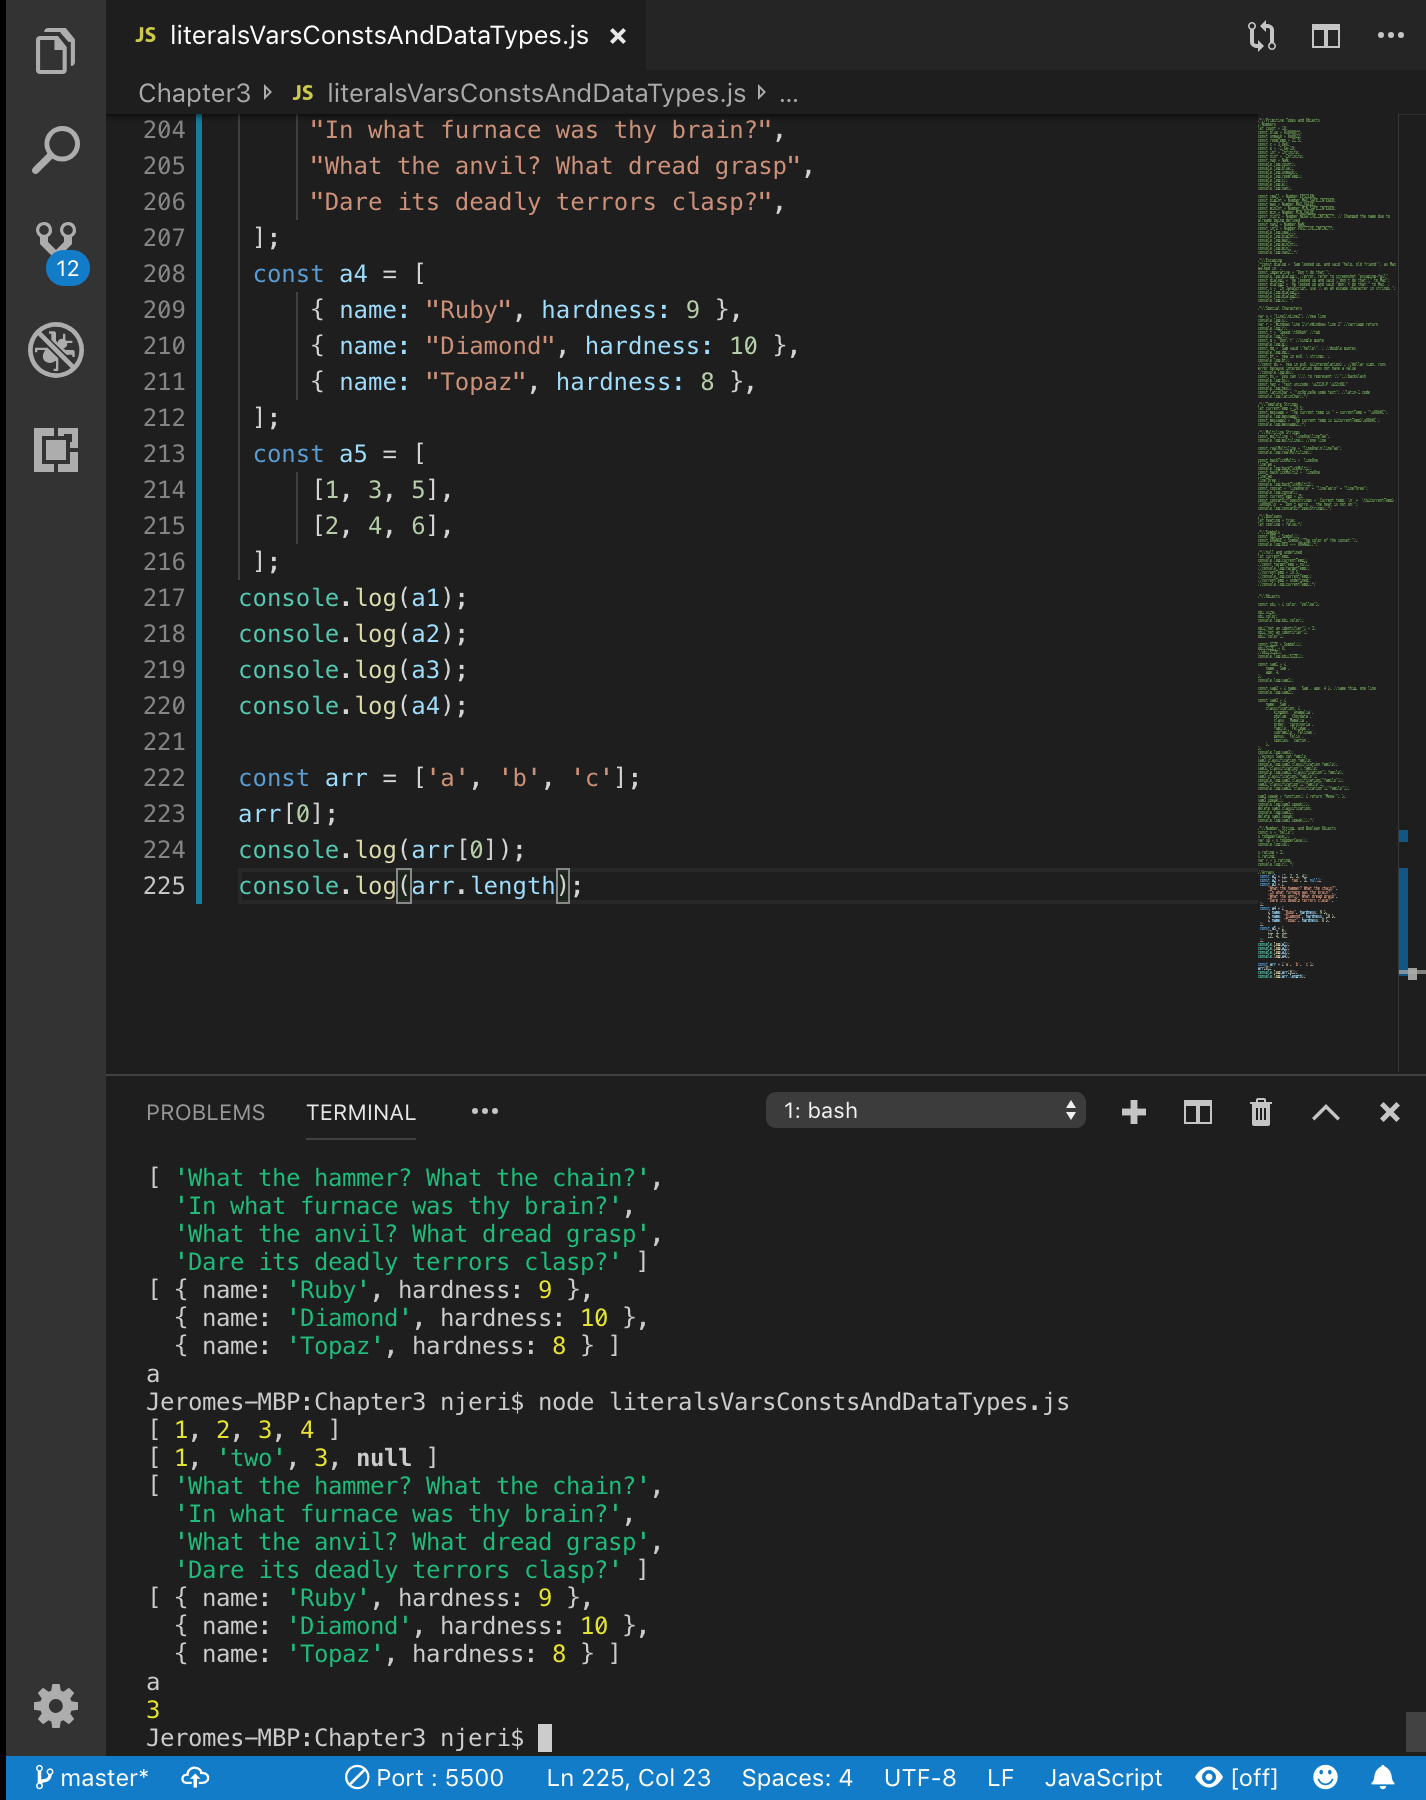 JS literalsVarsConstsAndDataTypes.js
Chapter3 JS literalsVarsConstsAndDataTypes.js ...
12
204 "In what furnace was thy brain?",
205 "What the anvil? What dread grasp",
206 "Dare its deadly terrors clasp?",
207 ];
208 const a4 = [
209 { name: "Ruby", hardness: 9 },
210 { name: "Diamond", hardness: 10 },
211 { name: "Topaz", hardness: 8 },
212 ];
213 const a5 = [
214 [1, 3, 5],
215 [2, 4, 6],
216 ];
217 console.log(a1);
218 console.log(a2);
219 console.log(a3);
220 console.log(a4);
221
222 const arr = ['a', 'b', 'c'];
223 arr[0];
224 console.log(arr[0]);
225 console.log(arr.length);
PROBLEMS TERMINAL ••• 1: bash
[ 'What the hammer? What the chain?',
'In what furnace was thy brain?',
'What the anvil? What dread grasp',
'Dare its deadly terrors clasp?' ]
[ { name: 'Ruby', hardness: 9 },
{ name: 'Diamond', hardness: 10 },
{ name: 'Topaz', hardness: 8 } ]
a
Jeromes-MBP:Chapter3 njeri$ node literalsVarsConstsAndDataTypes.js
[ 1, 2, 3, 4 ]
[ 1, 'two', 3, null ]
[ 'What the hammer? What the chain?',
'In what furnace was thy brain?',
'What the anvil? What dread grasp',
'Dare its deadly terrors clasp?' ]
[ { name: 'Ruby', hardness: 9 },
{ name: 'Diamond', hardness: 10 },
{ name: 'Topaz', hardness: 8 } ]
a
3
Jeromes-MBP:Chapter3 njeri$
master* Port : 5500 Ln 225, Col 23 Spaces: 4 UTF-8 LF JavaScript [off]